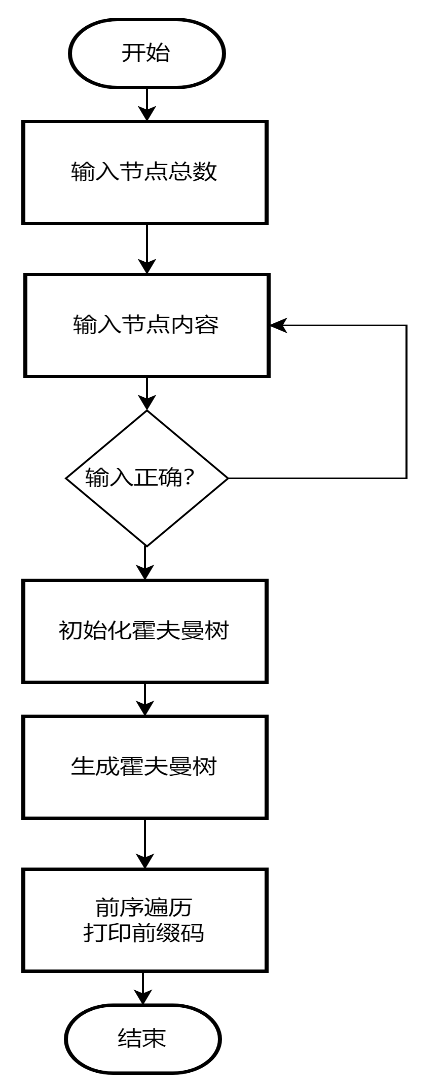 开始
输入节点总数
输入节点内容
输入正确?
初始化霍夫曼树
生成霍夫曼树
前序遍历
打印前缀码
结束